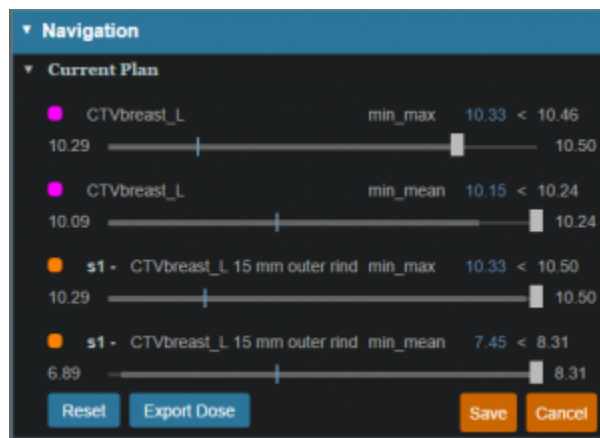 Navigation
Current Plan
CTVbreast_L min_max 10.33 < 10.46
10.29 10.50
CTVbreast_L min_mean 10.15 < 10.24
10.09 10.24
s1 - CTVbreast_L 15 mm outer rind min_max 10.33 < 10.50
10.29 10.50
s1 - CTVbreast_L 15 mm outer rind min_mean 7.45 < 8.31
6.89 8.31
Reset Export Dose Save Cancel